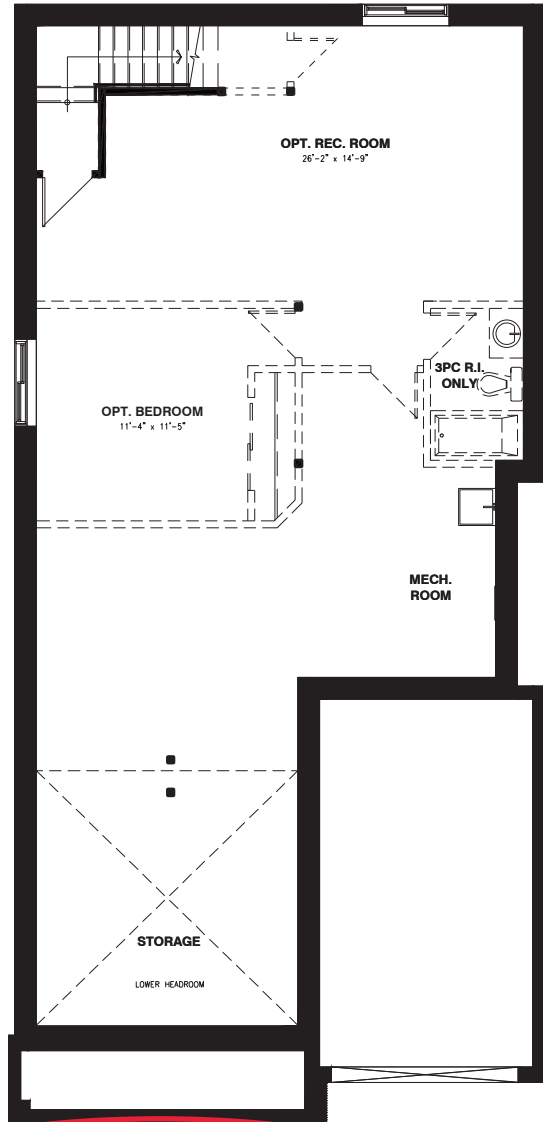 OPT. REC. ROOM
26'-2" x 14'-9"
3PC R.I.
ONLY
OPT. BEDROOM
11'-4" x 11'-5"
MECH.
ROOM
STORAGE
LOWER HEADROOM